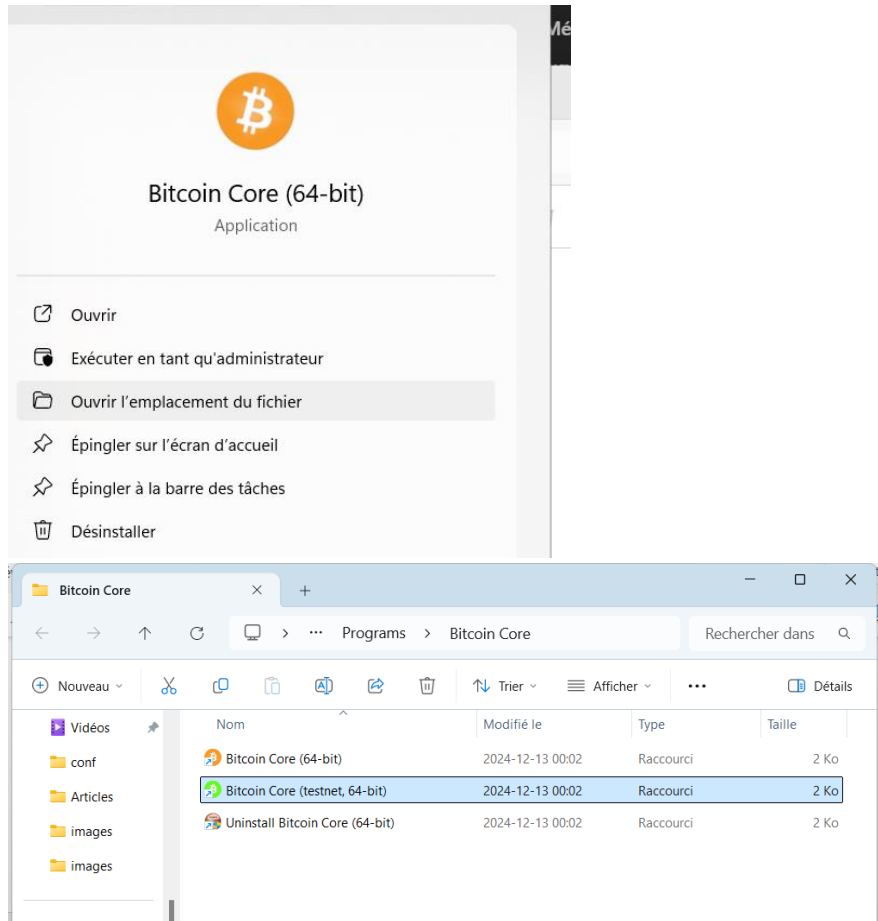 Mé
Bitcoin Core (64-bit)
Application
Ouvrir
Exécuter en tant qu'administrateur
Ouvrir l'emplacement du fichier
Épingler sur l'écran d'accueil
Épingler à la barre des tâches
Désinstaller
Bitcoin Core
Programs > Bitcoin Core
Rechercher dans
Nouveau
Trier
Afficher
Détails
Vidéos
conf
Articles
images
images
Nom Modifié le Type Taille
Bitcoin Core (64-bit) 2024-12-13 00:02 Raccourci 2 Ko
Bitcoin Core (testnet, 64-bit) 2024-12-13 00:02 Raccourci 2 Ko
Uninstall Bitcoin Core (64-bit) 2024-12-13 00:02 Raccourci 2 Ko